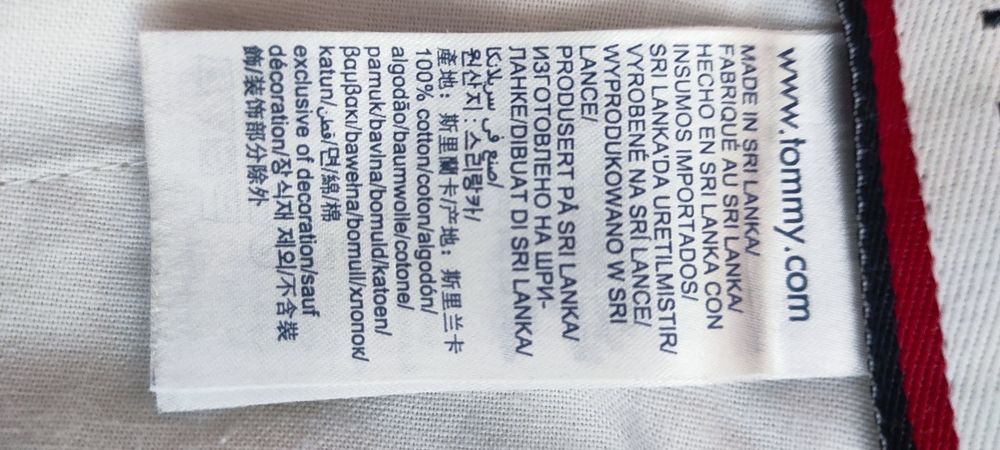 www.tommy.com
MADE IN SRI LANKA/
FABRIQUÉ AU SRI LANKA/
HECHO EN SRI LANKA CON
INSUMOS IMPORTADOS/
SRI LANKA'DA URETILMISTIR/
VYROBENÉ NA SRÍ LANCE/
WYPRODUKOWANO W SRI
LANCE/
PRODUSERT PÅ SRI LANKA/
ИЗГОТОВЛЕНО НА ШРИ-
ЛАНКЕ/DIBUAT DI SRI LANKA/
صنع في سريلانكا/
원산지: 스리랑카/
產地: 斯里蘭卡/产地: 斯里兰卡
100% cotton/coton/algodón/
algodão/baumwolle/cotone/
pamuk/bavlna/bomuld/katoen/
βαμβακι/bawełna/bomull/хлопок/
katun/قطن/면/綿/棉
exclusive of decoration/sauf
décoration/장식재 제외/不含裝
飾/装饰部分除外